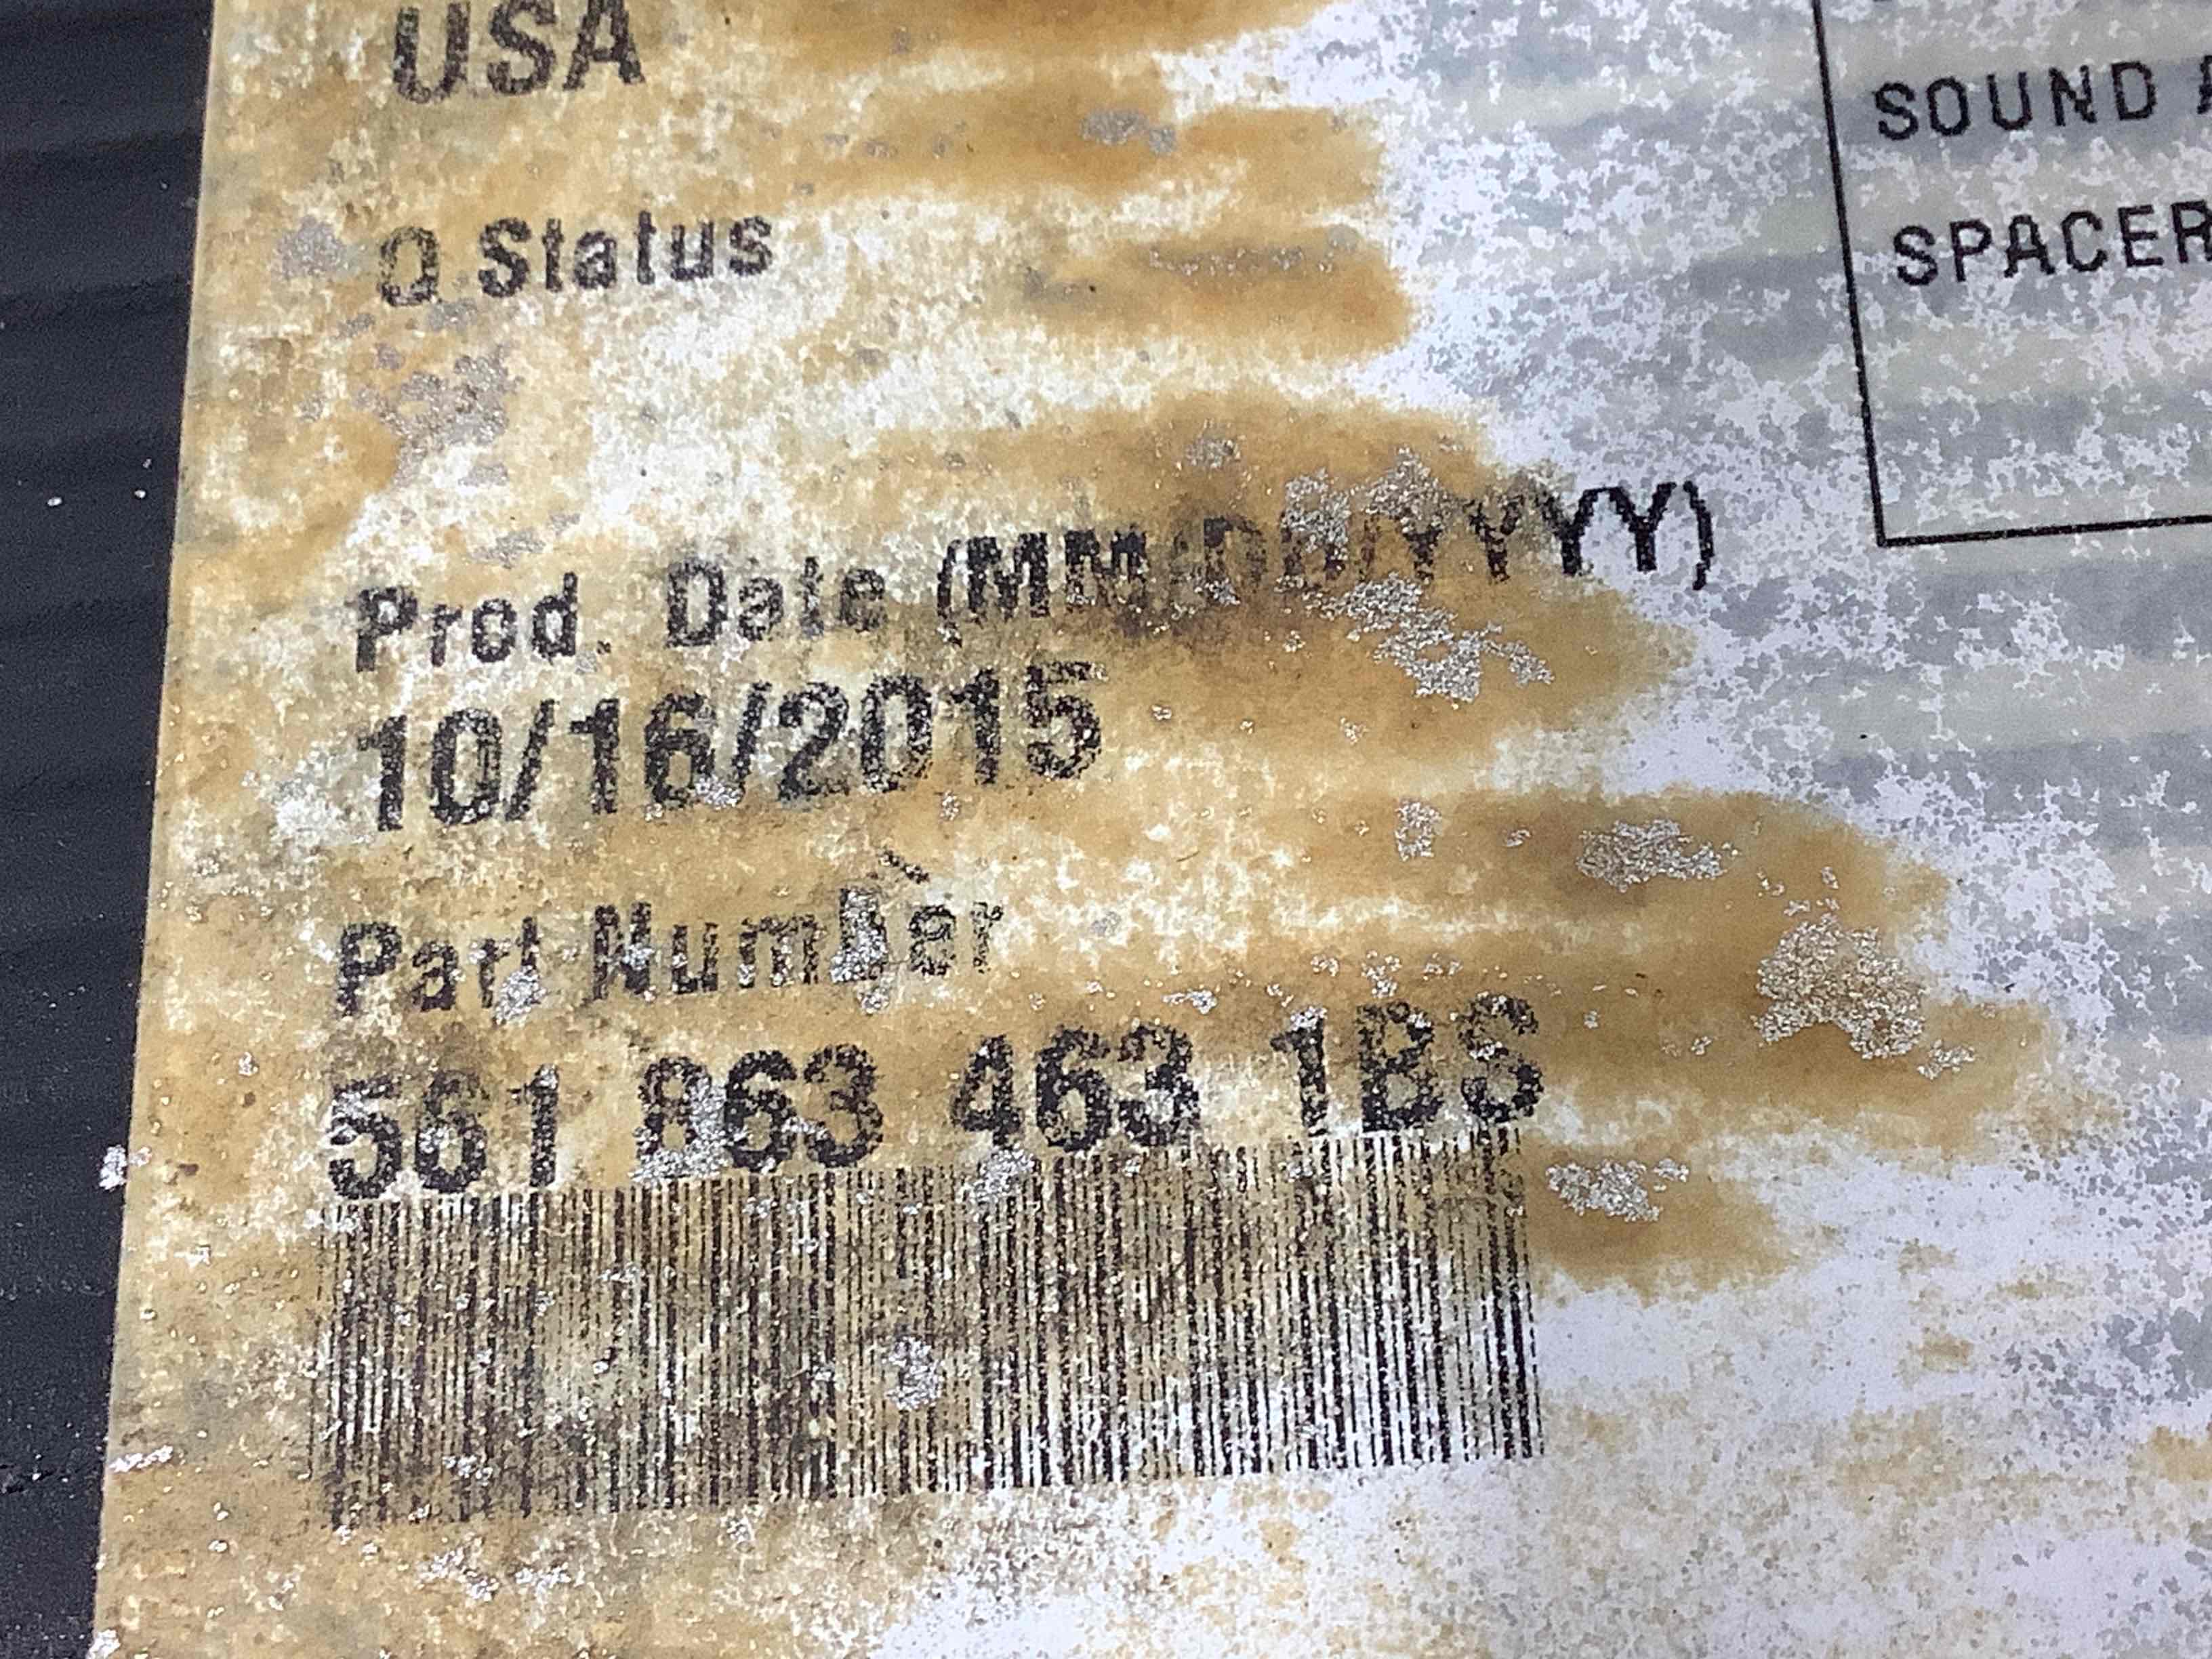 USA
Q Status
Prod. Date (MM/DD/YYYY)
10/16/2015
Part Number
561 863 463 1BS
SOUND
SPACER